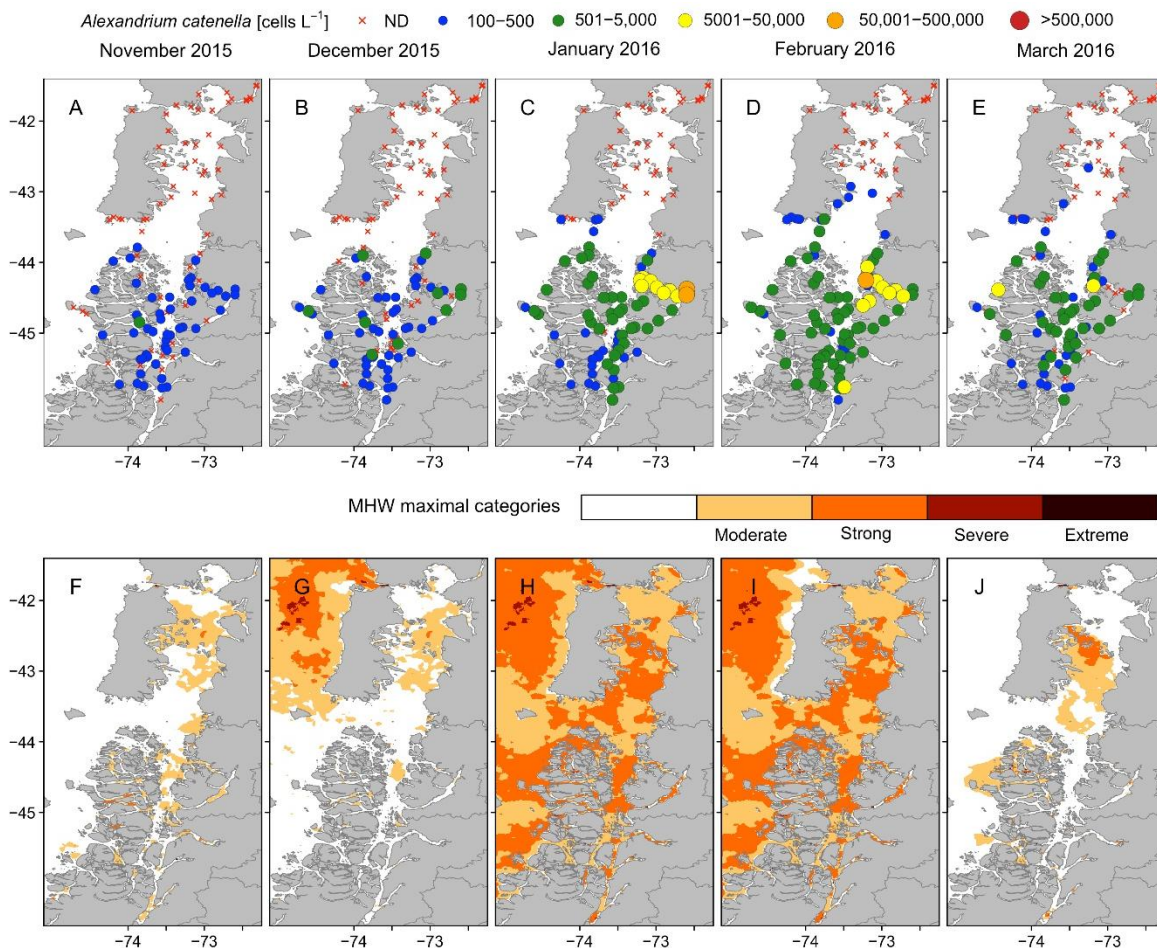 Alexandrium catenella [cells L−1] ND 100−500 501−5,000 5001−50,000 50,001−500,000 >500,000
November 2015 December 2015 January 2016 February 2016 March 2016
A B C D E
−42
−43
−44
−45
−74 −73 −74 −73 −74 −73 −74 −73 −74 −73
MHW maximal categories
Moderate Strong Severe Extreme
F G H I J
−42
−43
−44
−45
−74 −73 −74 −73 −74 −73 −74 −73 −74 −73